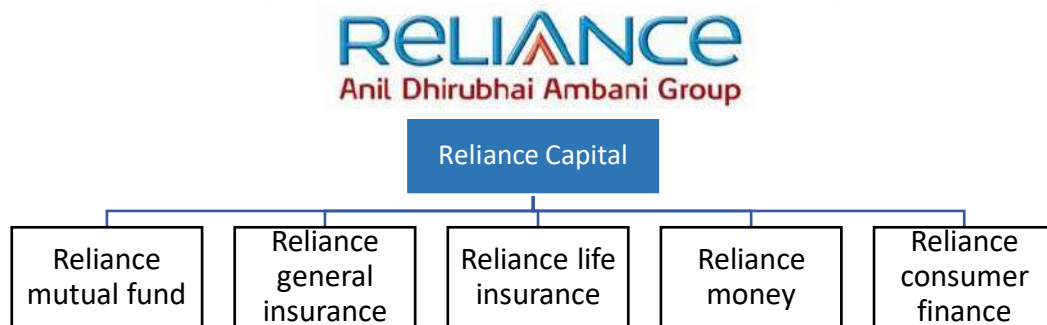 RELIANCE
Anil Dhirubhai Ambani Group
Reliance Capital
Reliance
mutual fund
Reliance
general
insurance
Reliance life
insurance
Reliance
money
Reliance
consumer
finance